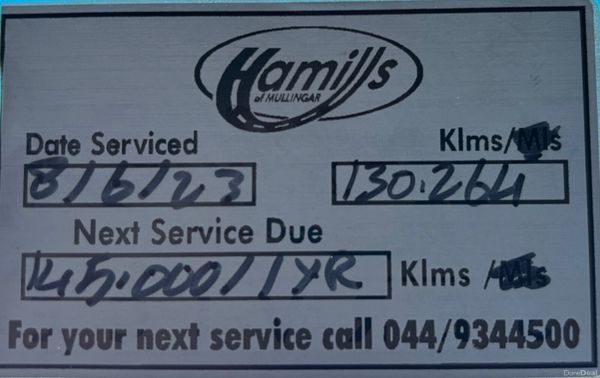 Hamills
of MULLINGAR
Date Serviced Klms/Mls
8/6/23 130.264
Next Service Due
145.000/1YR Klms /Mls
For your next service call 044/9344500
DoneDeal